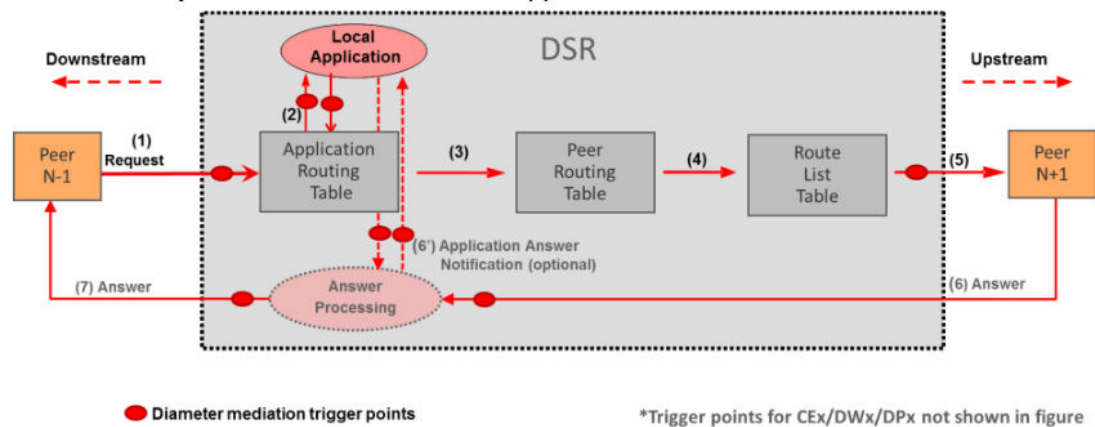 DSR
Local
Application
Downstream
Upstream
(1)
Request
(2)
(3)
(4)
(5)
Peer
N-1
Application
Routing
Table
Peer
Routing
Table
Route
List
Table
Peer
N+1
(6') Application Answer
Notification (optional)
(7) Answer
Answer
Processing
(6) Answer
Diameter mediation trigger points
*Trigger points for CEx/DWx/DPx not shown in figure